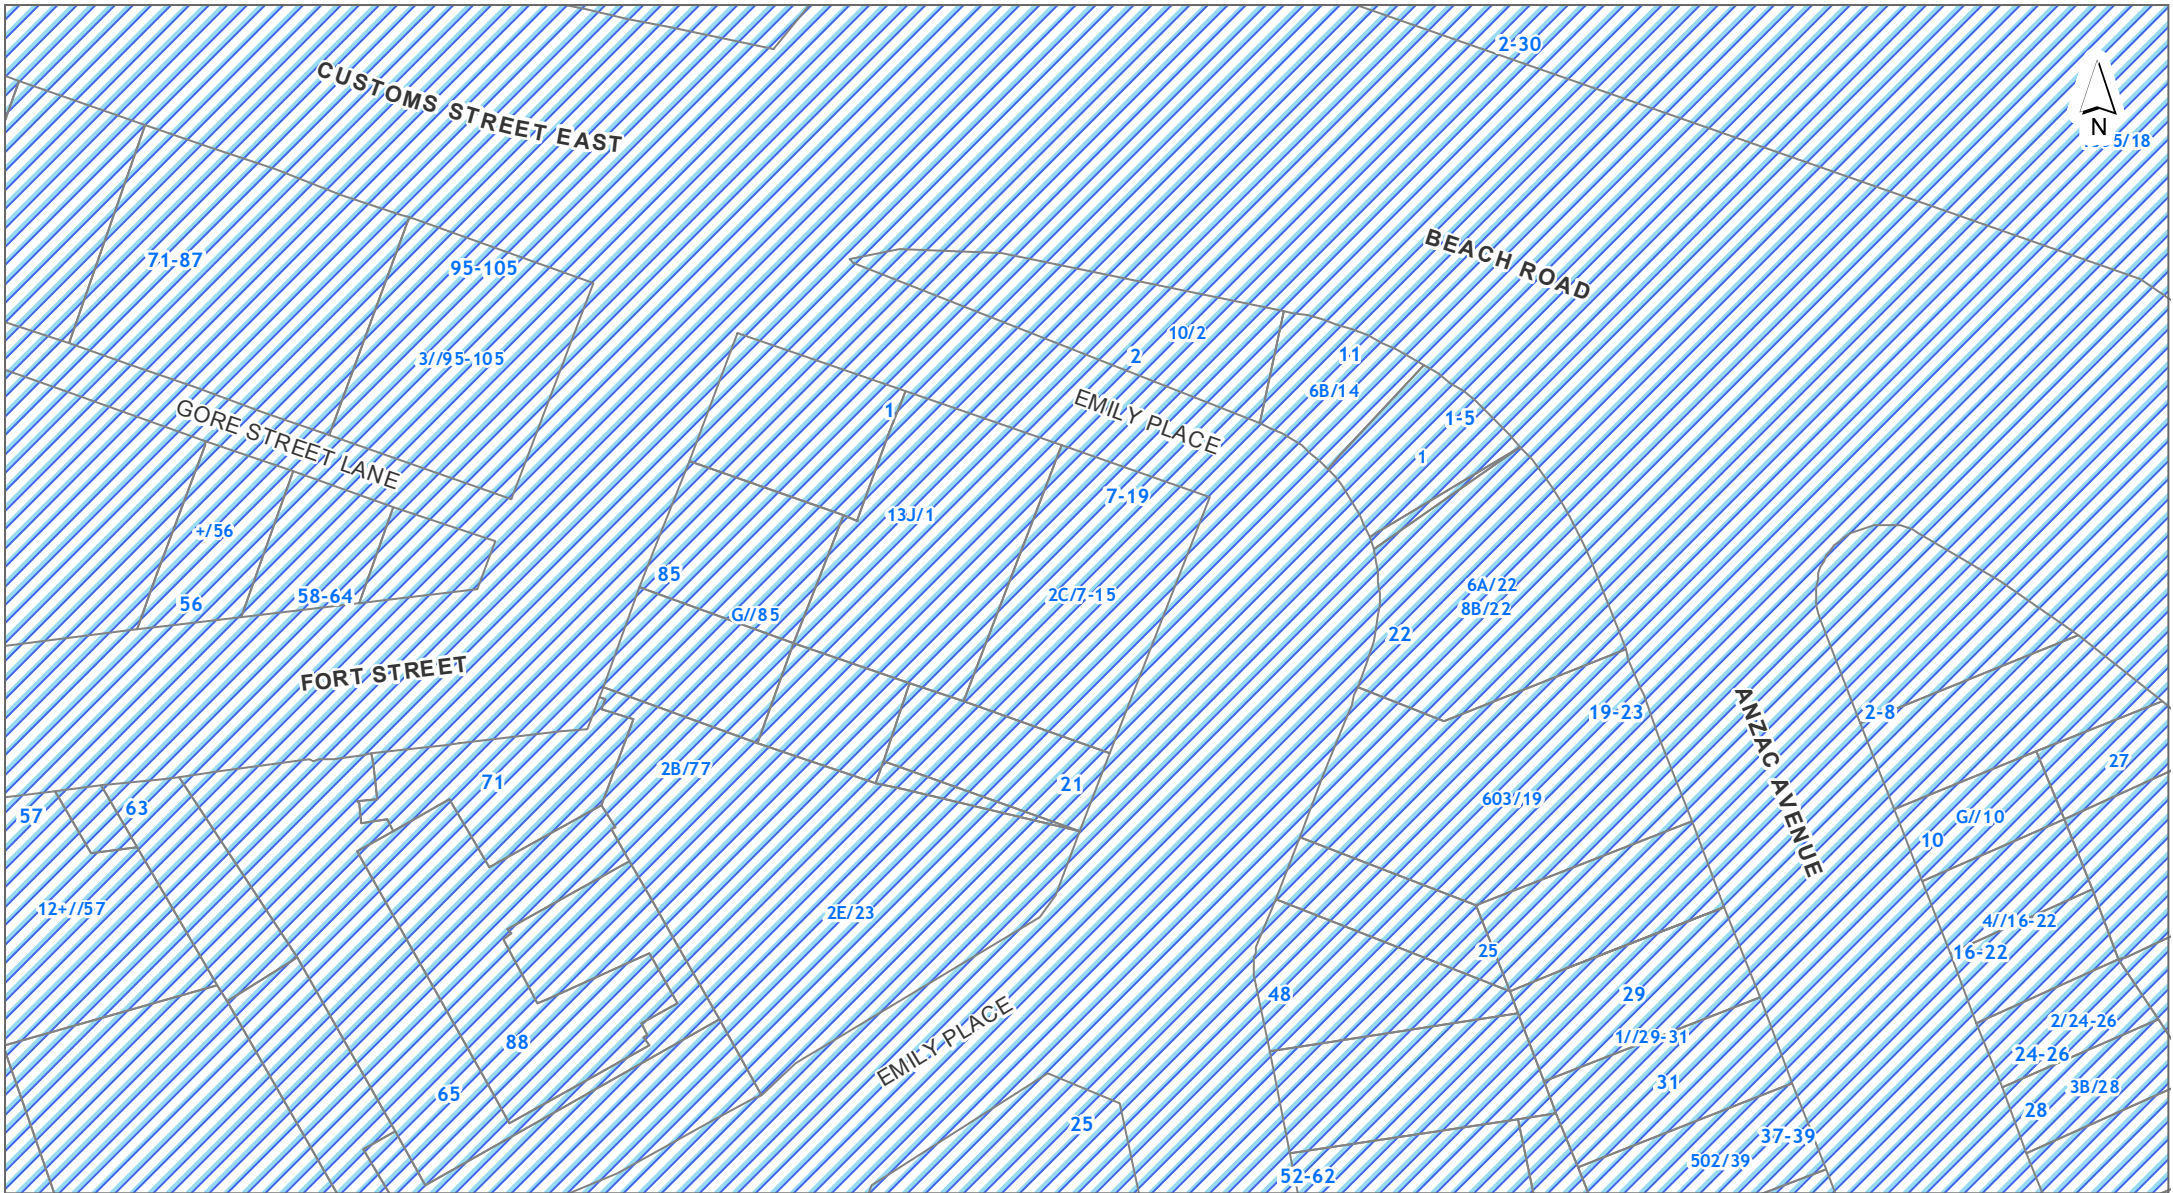 2-30
CUSTOMS STREET EAST
N
5/18
BEACH ROAD
71-87
95-105
10/2
2
11
3//95-105
6B/14
EMILY PLACE
1
1-5
GORE STREET LANE
1
7-19
13J/1
+/56
85
6A/22
2C/7-15
58-64
56
8B/22
G//85
22
FORT STREET
19-23
2-8
ANZAC AVENUE
27
2B/77
71
21
603/19
63
57
G//10
10
12+//57
2E/23
4//16-22
25
16-22
48
29
2/24-26
EMILY PLACE
1//29-31
88
24-26
31
3B/28
65
28
25
37-39
502/39
52-62